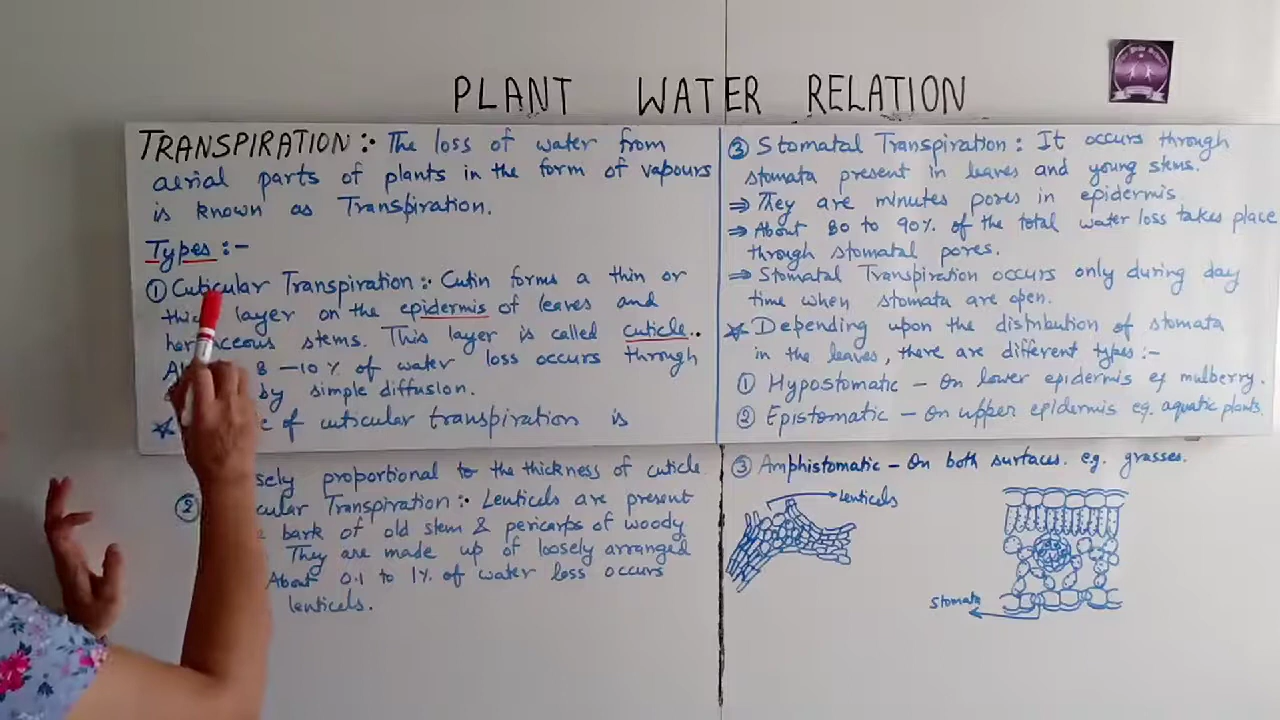 PLANT WATER RELATION
TRANSPIRATION :- The loss of water from
aerial parts of plants in the form of vapours
is known as Transpiration.
Types :-
① Cuticular Transpiration :- Cutin forms a thin or
thick layer on the epidermis of leaves and
herbaceous stems. This layer is called cuticle.
8 – 10 % of water loss occurs through
by simple diffusion.
of cuticular transpiration is
sely proportional to the thickness of cuticle
② cular Transpiration :- Lenticels are present
bark of old stem & pericarps of woody
They are made up of loosely arranged
About 0.1 to 1% of water loss occurs
lenticels.
③ Stomatal Transpiration : It occurs through
stomata present in leaves and young stems.
⇒ They are minutes pores in epidermis
⇒ About 80 to 90% of the total water loss takes place
through stomatal pores.
⇒ Stomatal Transpiration occurs only during day
time when stomata are open.
☆ Depending upon the distribution of stomata
in the leaves, there are different types :-
① Hypostomatic – On lower epidermis eg mulberry.
② Epistomatic – On upper epidermis eg. aquatic plants.
③ Amphistomatic – On both surfaces. eg. grasses.
Lenticels
Stomata